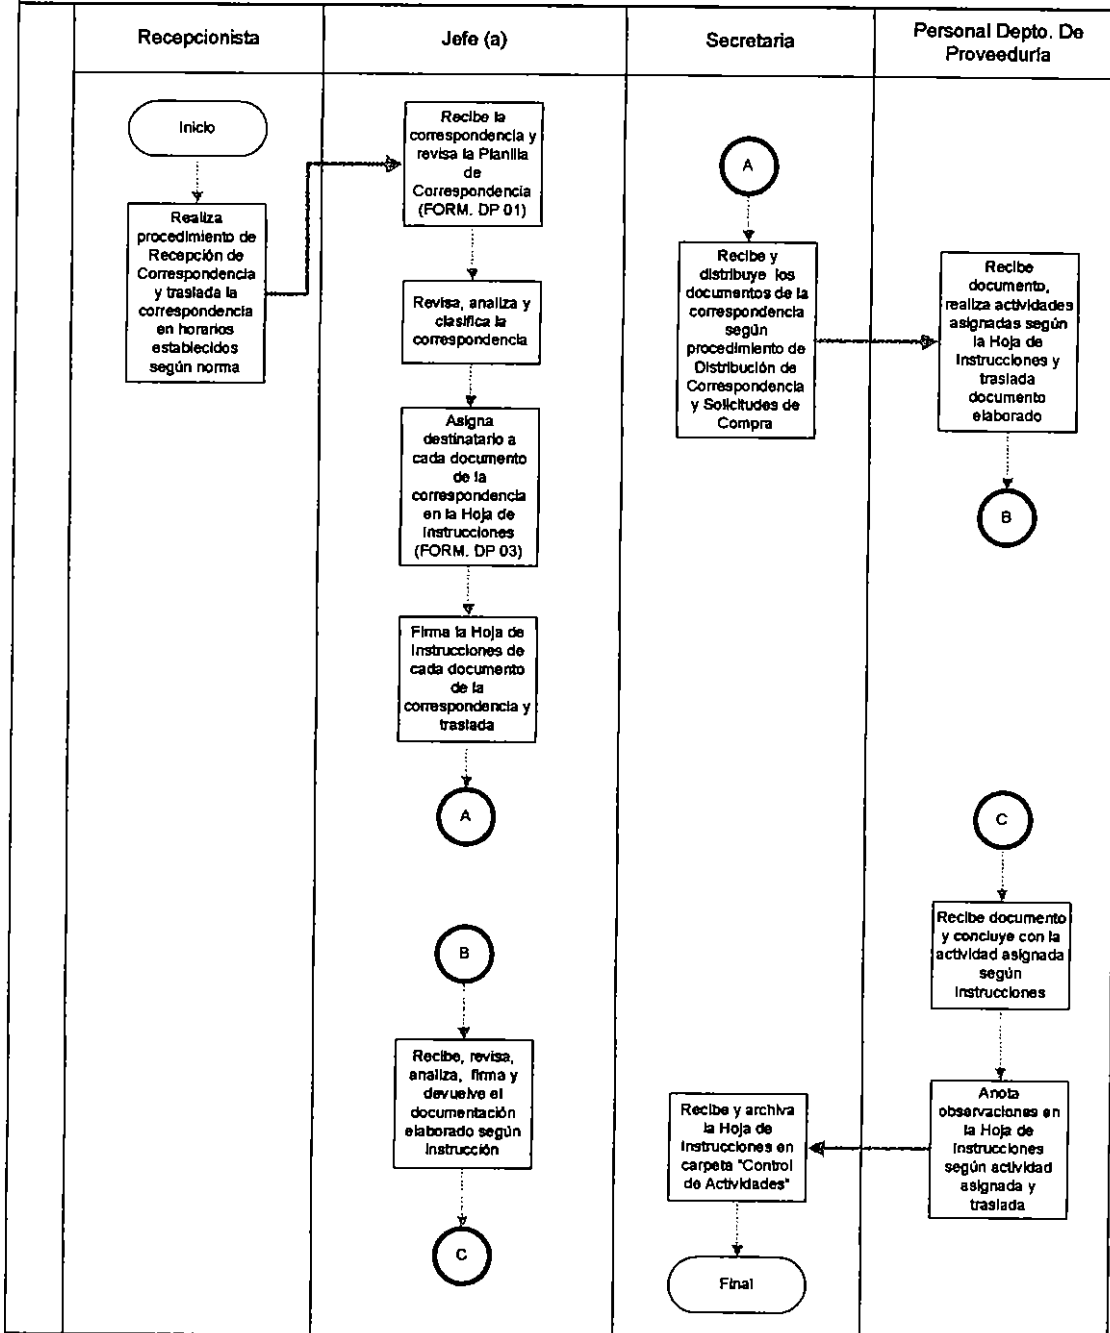 Recepcionista
Jefe (a)
Secretaria
Personal Depto. De
Proveeduría
Inicio
Realiza
procedimiento de
Recepción de
Correspondencia
y traslada la
correspondencia
en horarios
establecidos
según norma
Recibe la
correspondencia y
revisa la Planilla
de
Correspondencia
(FORM. DP 01)
Revisa, analiza y
clasifica la
correspondencia
Asigna
destinatario a
cada documento
de la
correspondencia
en la Hoja de
Instrucciones
(FORM. DP 03)
Firma la Hoja de
Instrucciones de
cada documento
de la
correspondencia y
traslada
A
A
Recibe y
distribuye los
documentos de la
correspondencia
según
procedimiento de
Distribución de
Correspondencia
y Solicitudes de
Compra
Recibe
documento,
realiza actividades
asignadas según
la Hoja de
Instrucciones y
traslada
documento
elaborado
B
B
Recibe, revisa,
analiza, firma y
devuelve el
documentación
elaborado según
Instrucción
C
C
Recibe documento
y concluye con la
actividad asignada
según
Instrucciones
Anota
observaciones en
la Hoja de
Instrucciones
según actividad
asignada y
traslada
Recibe y archiva
la Hoja de
Instrucciones en
carpeta "Control
de Actividades"
Final